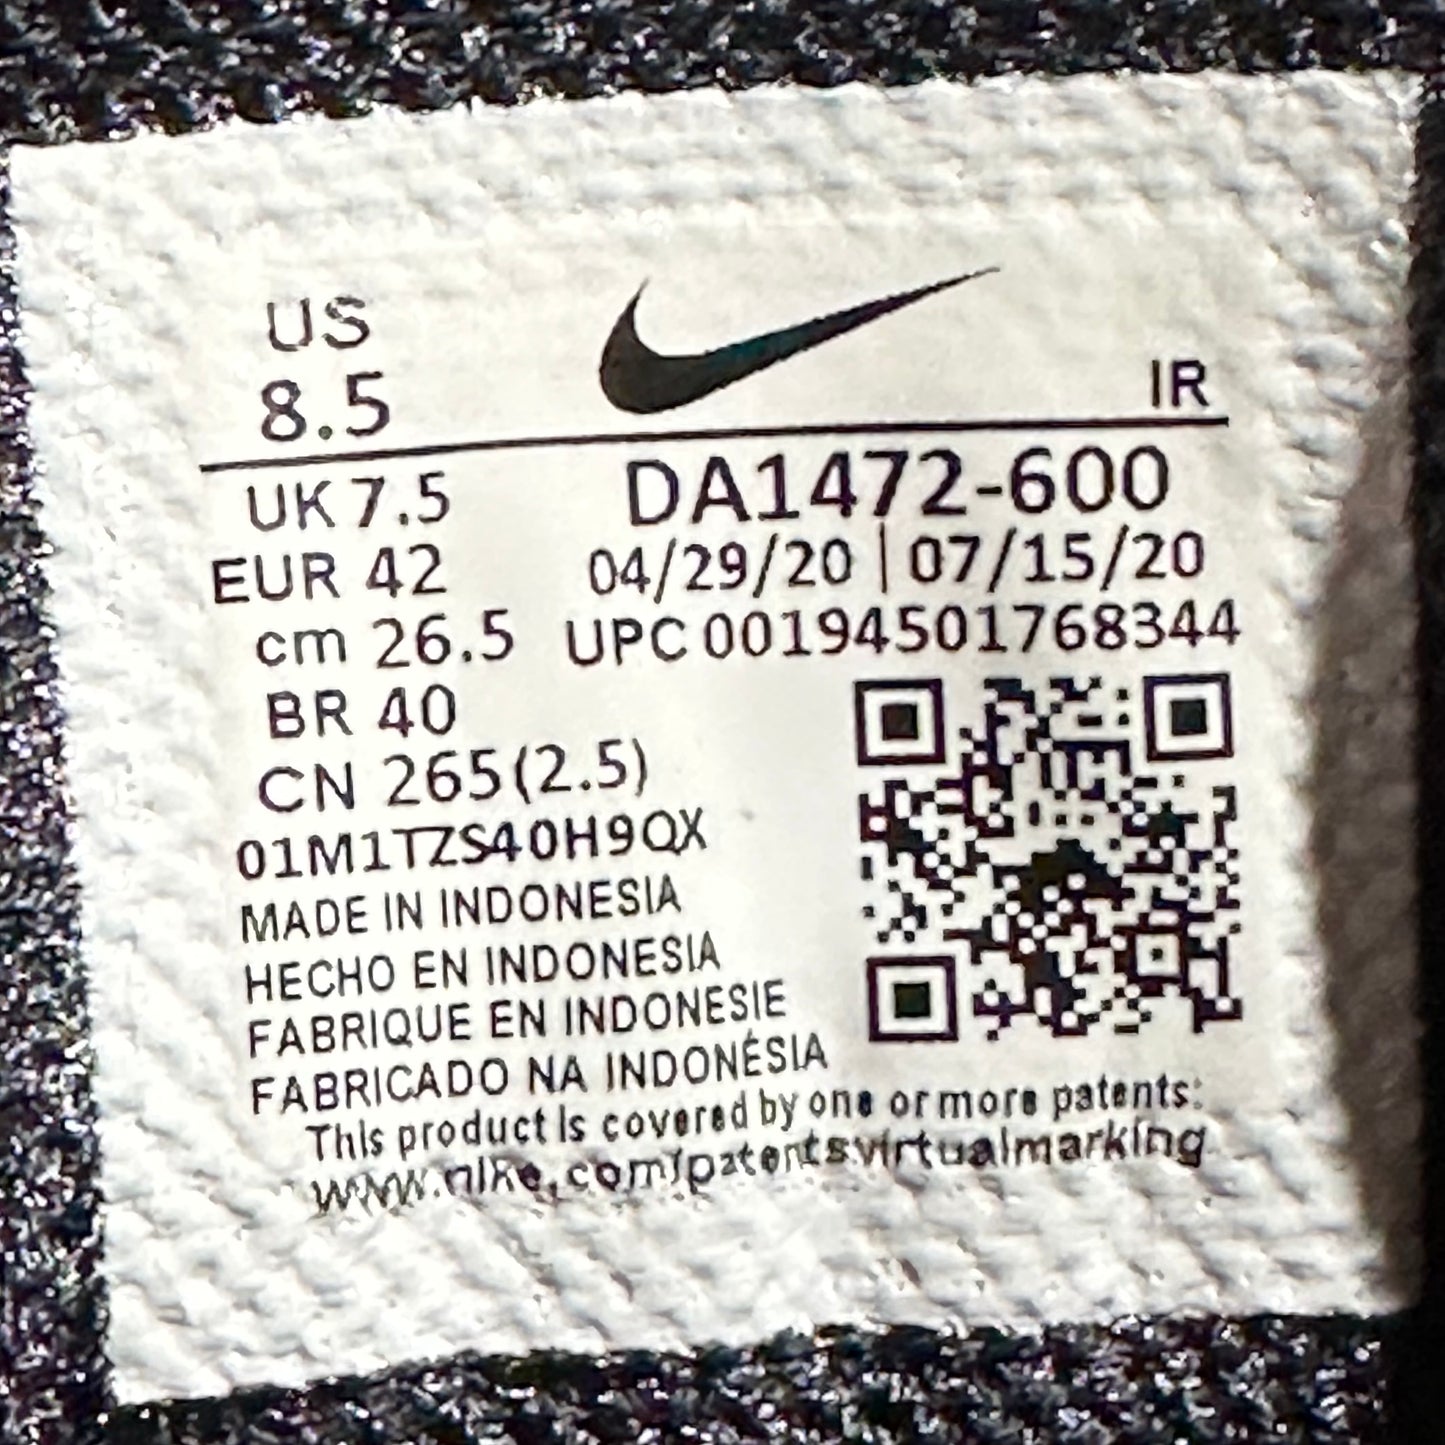 US
8.5
IR
UK 7.5
DA1472-600
EUR 42
04/29/20 | 07/15/20
cm 26.5
UPC 00194501768344
BR 40
CN 265(2.5)
01M1TZS40H9QX
MADE IN INDONESIA
HECHO EN INDONESIA
FABRIQUE EN INDONESIE
FABRICADO NA INDONÉSIA
This product is covered by one or more patents:
www.nike.com/patentsvirtualmarking